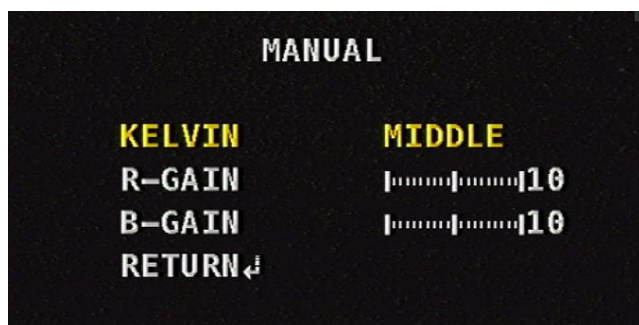 MANUAL
KELVIN MIDDLE
R-GAIN 10
B-GAIN 10
RETURN↲